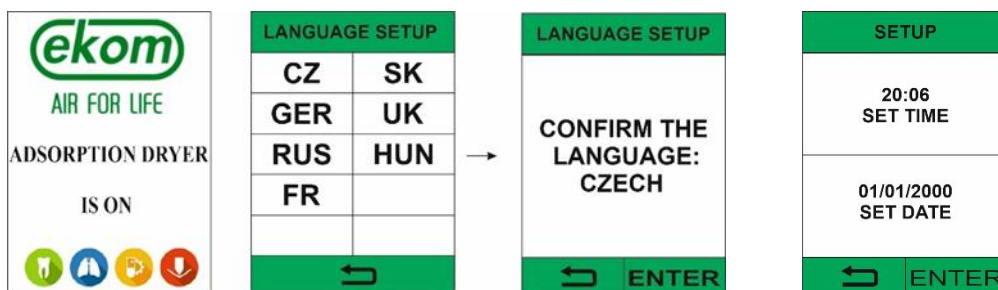 ekom
AIR FOR LIFE
ADSORPTION DRYER
IS ON
LANGUAGE SETUP
CZ SK
GER UK
RUS HUN
FR
LANGUAGE SETUP
CONFIRM THE
LANGUAGE:
CZECH
ENTER
SETUP
20:06
SET TIME
01/01/2000
SET DATE
ENTER